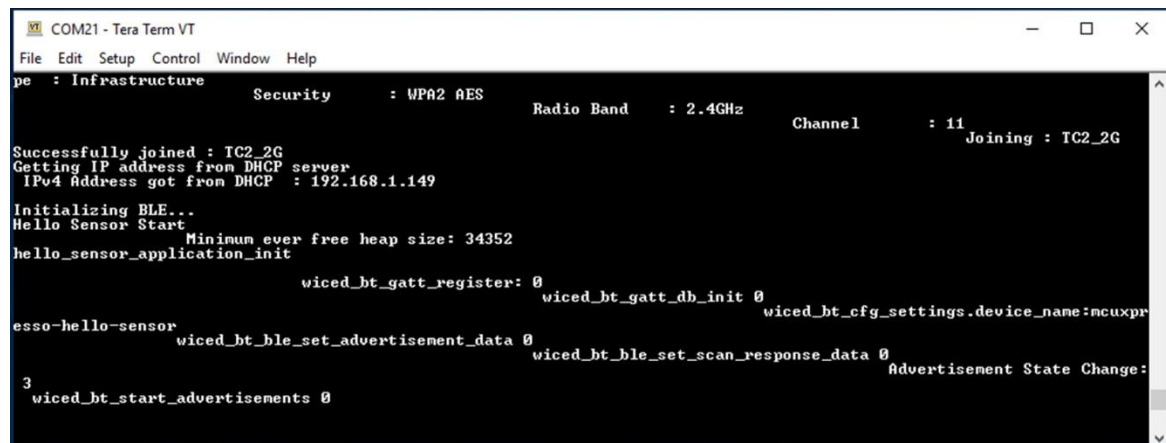 COM21 - Tera Term VT
File Edit Setup Control Window Help
pe : Infrastructure
Security : WPA2 AES
Radio Band : 2.4GHz
Channel : 11
Joining : TC2_2G
Successfully joined : TC2_2G
Getting IP address from DHCP server
IPv4 Address got from DHCP : 192.168.1.149
Initializing BLE...
Hello Sensor Start
Minimum ever free heap size: 34352
hello_sensor_application_init
wiced_bt_gatt_register: 0
wiced_bt_gatt_db_init 0
wiced_bt_cfg_settings.device_name:mcuxpr
esso-hello-sensor
wiced_bt_ble_set_advertisement_data 0
wiced_bt_ble_set_scan_response_data 0
Advertisement State Change:
3
wiced_bt_start_advertisements 0